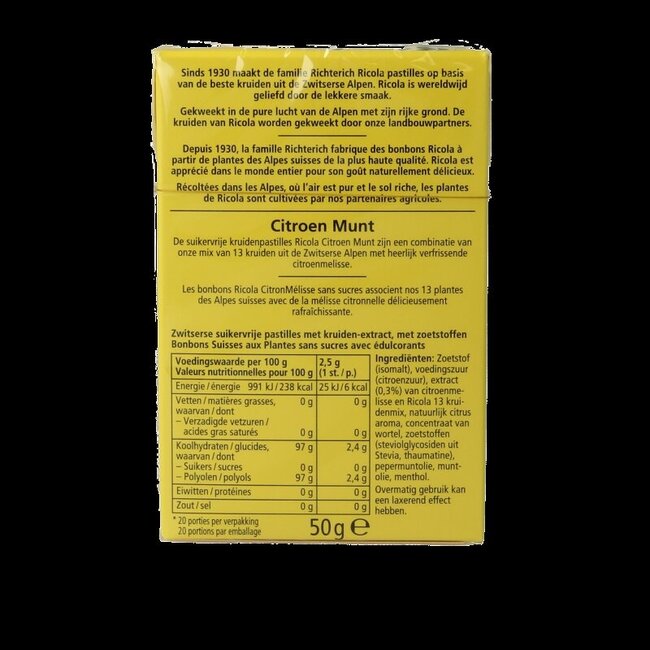 Sinds 1930 maakt de familie Richterich Ricola pastilles op basis
van de beste kruiden uit de Zwitserse Alpen. Ricola is wereldwijd
geliefd door de lekkere smaak.
Gekweekt in de pure lucht van de Alpen met zijn rijke grond. De
kruiden van Ricola worden gekweekt door onze landbouwpartners.
Depuis 1930, la famille Richterich fabrique des bonbons Ricola à
partir de plantes des Alpes suisses de la plus haute qualité. Ricola est
apprécié dans le monde entier pour son goût naturellement délicieux.
Récoltées dans les Alpes, où l'air est pur et le sol riche, les plantes
de Ricola sont cultivées par nos partenaires agricoles.
Citroen Munt
De suikervrije kruidenpastilles Ricola Citroen Munt zijn een combinatie van
onze mix van 13 kruiden uit de Zwitserse Alpen met heerlijk verfrissende
citroenmelisse.
Les bonbons Ricola CitronMélisse sans sucres associent nos 13 plantes
des Alpes suisses avec de la mélisse citronnelle délicieusement
rafraîchissante.
Zwitserse suikervrije pastilles met kruiden-extract, met zoetstoffen
Bonbons Suisses aux Plantes sans sucres avec édulcorants
Voedingswaarde per 100 g 2,5 g
Valeurs nutritionnelles pour 100 g (1 st. / p.)
Energie / énergie 991 kJ / 238 kcal 25 kJ / 6 kcal
Vetten / matières grasses, 0 g 0 g
waarvan / dont
– Verzadigde vetzuren /
acides gras saturés 0 g 0 g
Koolhydraten / glucides, 97 g 2,4 g
waarvan / dont
– Suikers / sucres 0 g 0 g
– Polyolen / polyols 97 g 2,4 g
Eiwitten / protéines 0 g 0 g
Zout / sel 0 g 0 g
* 20 porties per verpakking
20 portions par emballage
Ingrediënten: Zoetstof
(isomalt), voedingszuur
(citroenzuur), extract
(0,3%) van citroenme-
lisse en Ricola 13 krui-
denmix, natuurlijk citrus
aroma, concentraat van
wortel, zoetstoffen
(steviolglycosiden uit
Stevia, thaumatine),
pepermuntolie, munt-
olie, menthol.
Overmatig gebruik kan
een laxerend effect
hebben.
50 g ℮